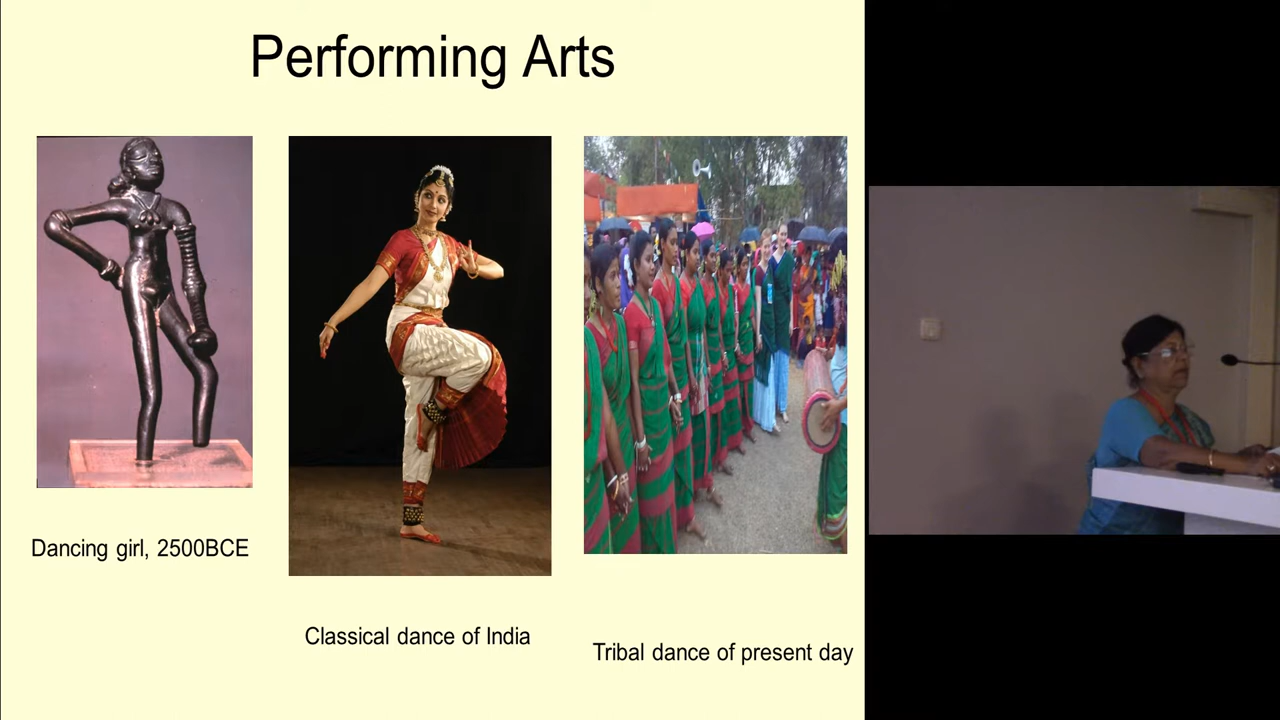 Performing Arts
Dancing girl, 2500BCE
Classical dance of India
Tribal dance of present day